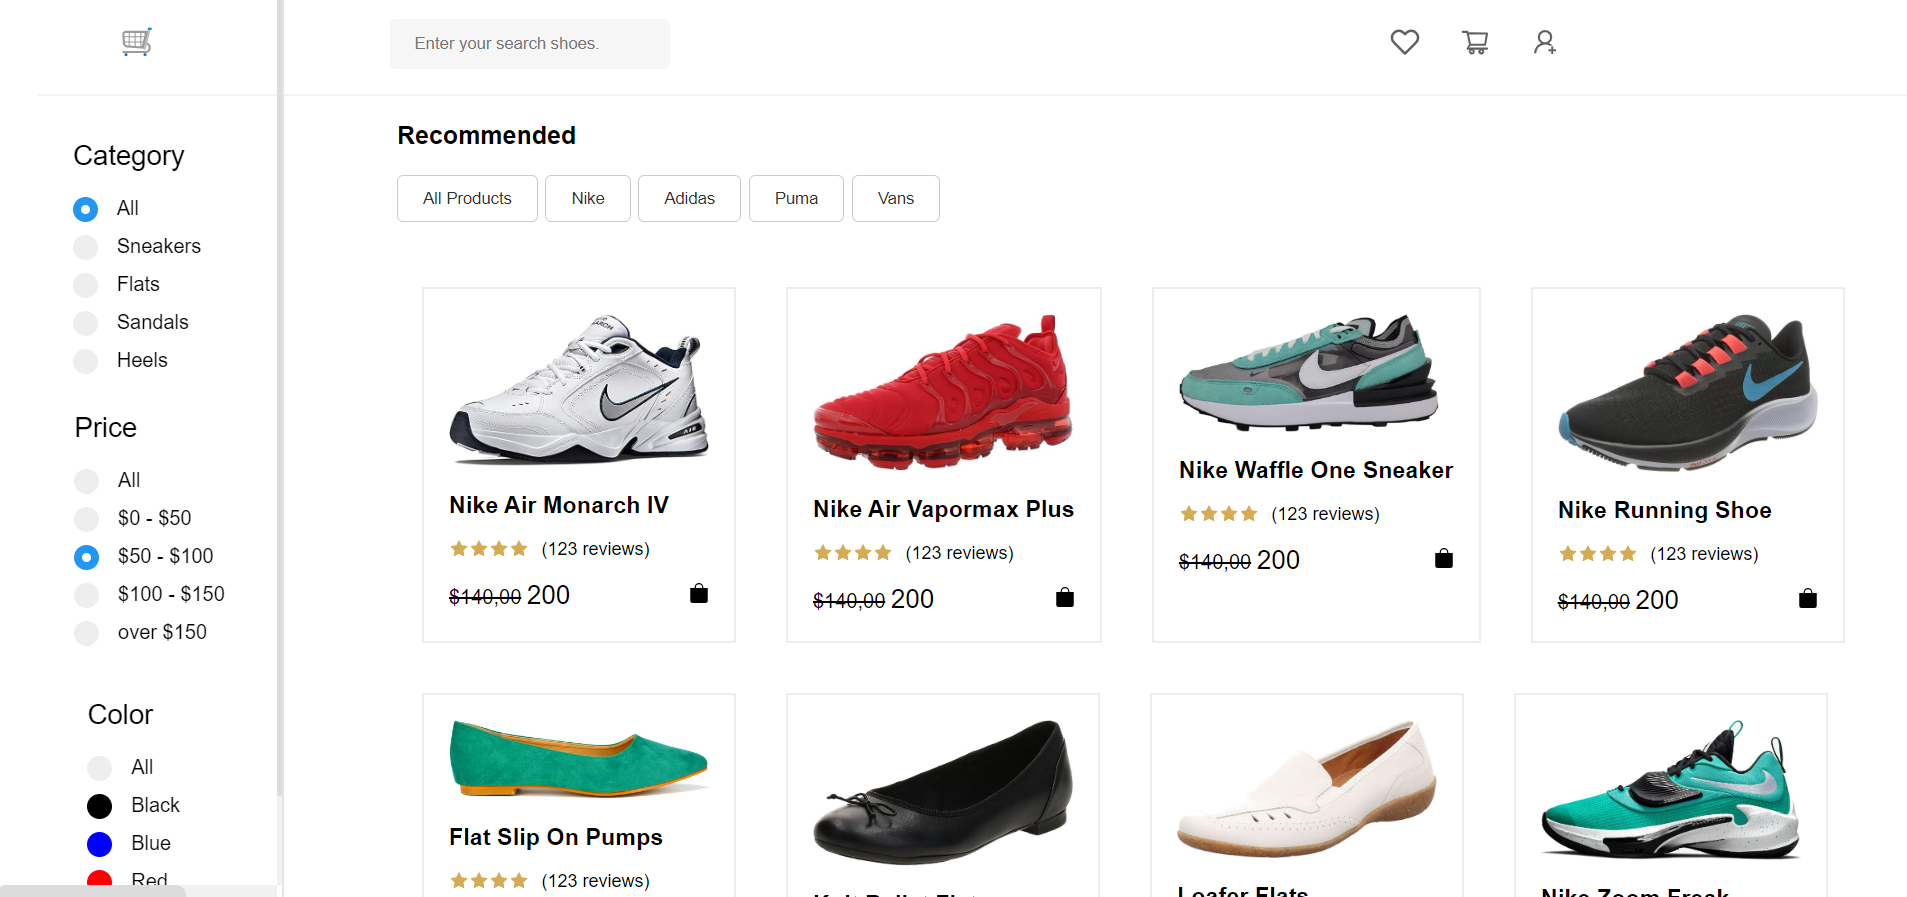 Enter your search shoes.
Category
All
Sneakers
Flats
Sandals
Heels
Price
All
$0 - $50
$50 - $100
$100 - $150
over $150
Color
All
Black
Blue
Red
Recommended
All Products Nike Adidas Puma Vans
Nike Air Monarch IV
(123 reviews)
$140,00 200
Nike Air Vapormax Plus
(123 reviews)
$140,00 200
Nike Waffle One Sneaker
(123 reviews)
$140,00 200
Nike Running Shoe
(123 reviews)
$140,00 200
Flat Slip On Pumps
(123 reviews)
Knit Ballet Flat
Loafer Flats
Nike Zoom Freak